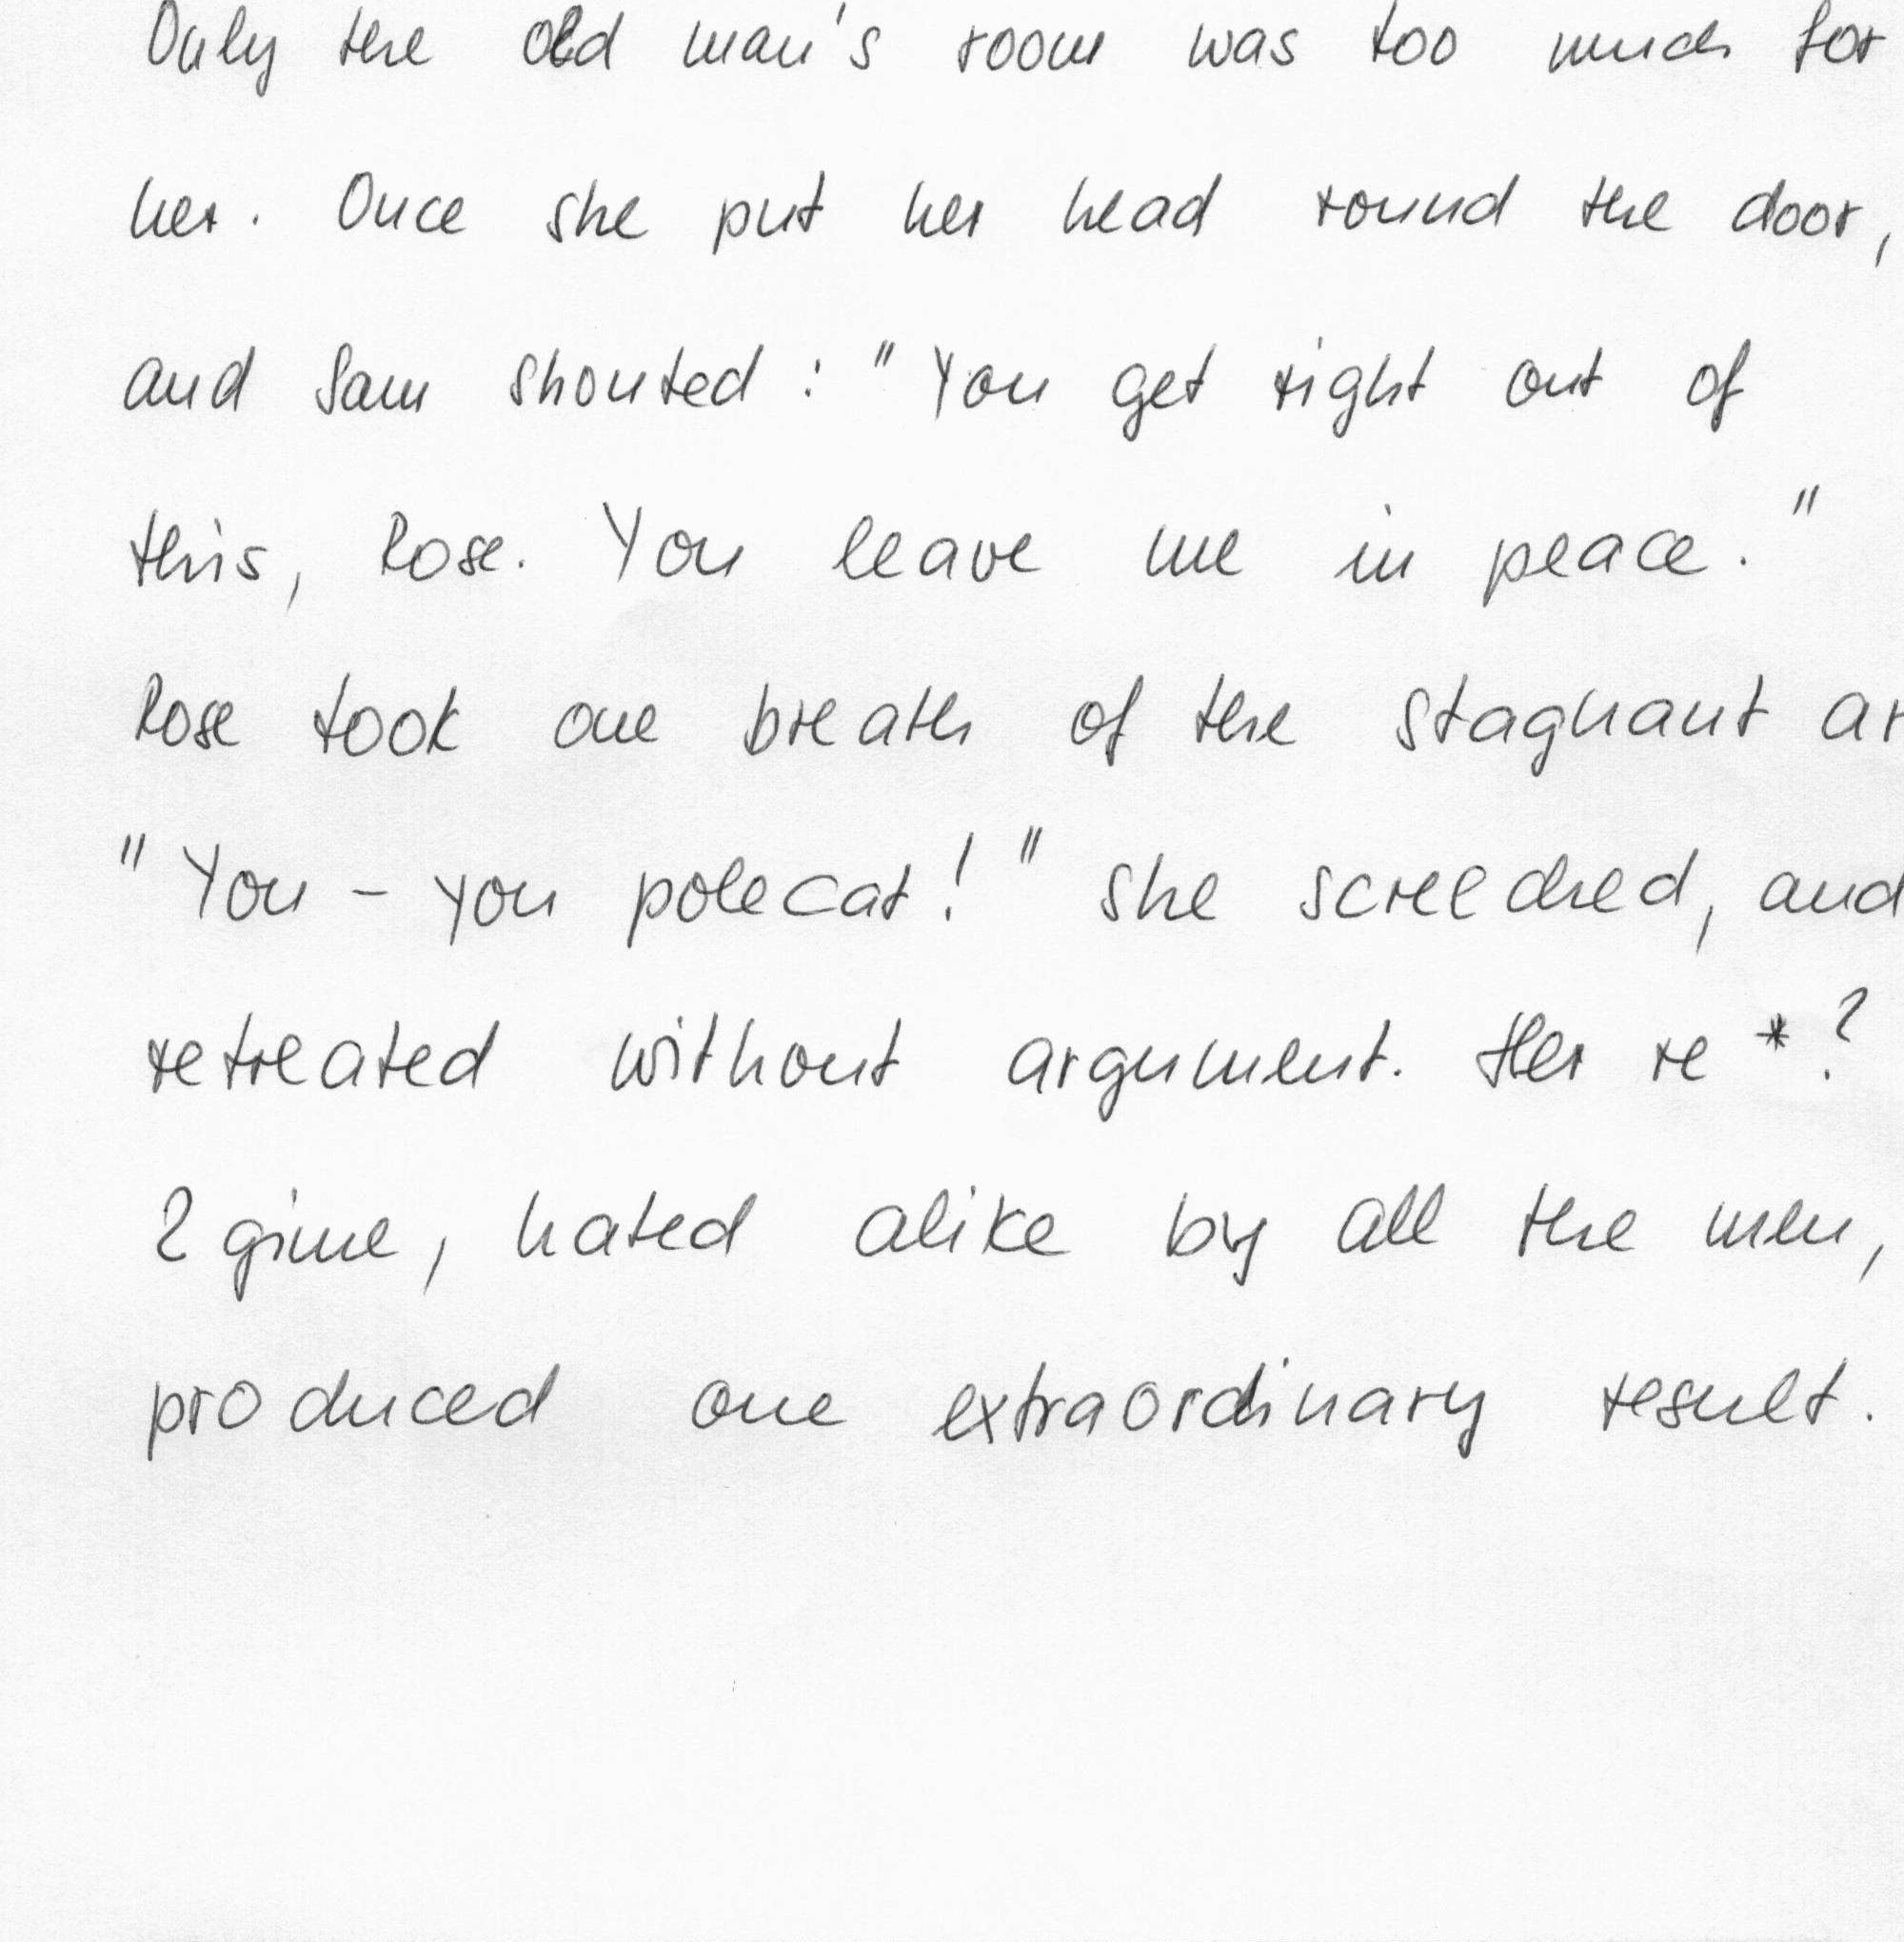 Only the old man's room was too much for
her. Once she put her head round the door,
and Sam shouted : "You get right out of
this, Rose. You leave me in peace."
Rose took one breath of the stagnant
"You - you polecat!" she screeched, and
retreated without argument. Her re*?
2gime, hated alike by all the men,
produced one extraordinary result.